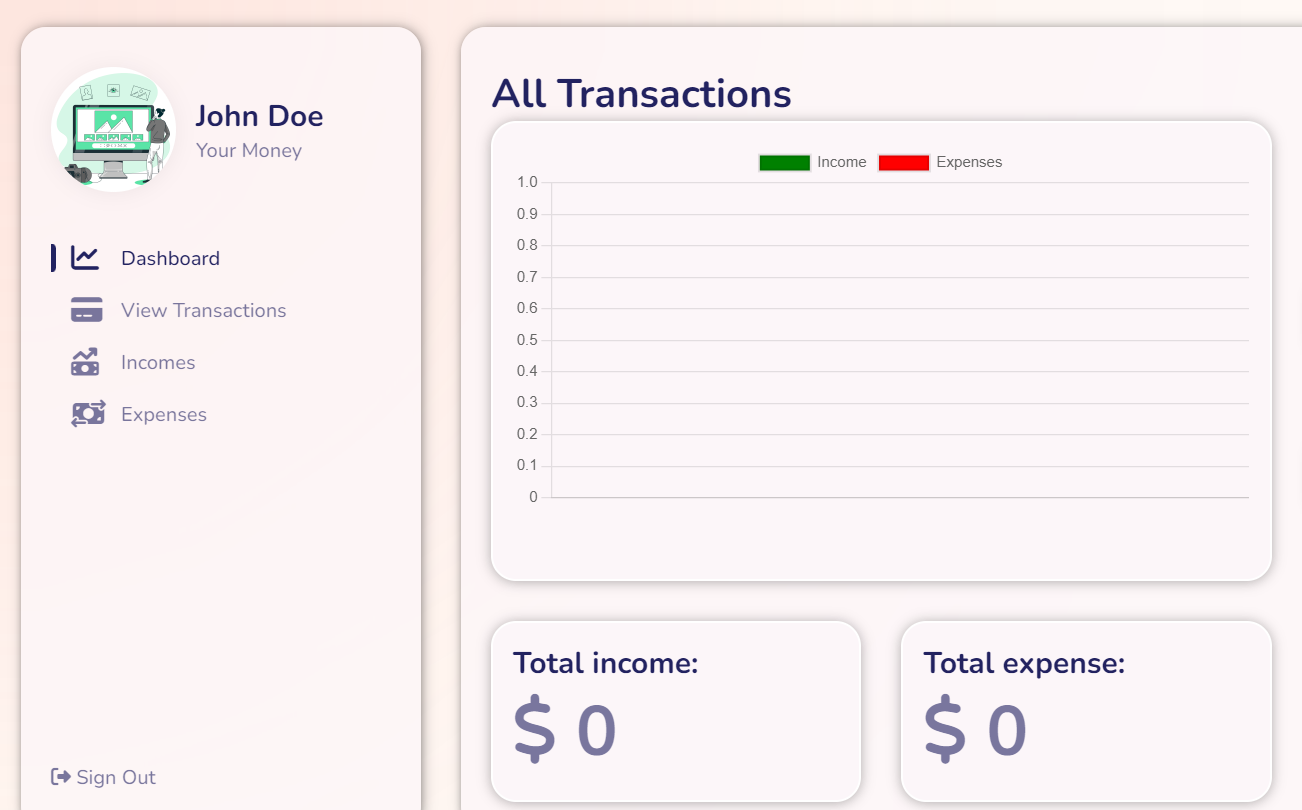 John Doe
Your Money
Dashboard
View Transactions
Incomes
Expenses
Sign Out
All Transactions
Income Expenses
1.0
0.9
0.8
0.7
0.6
0.5
0.4
0.3
0.2
0.1
0
Total income:
$ 0
Total expense:
$ 0